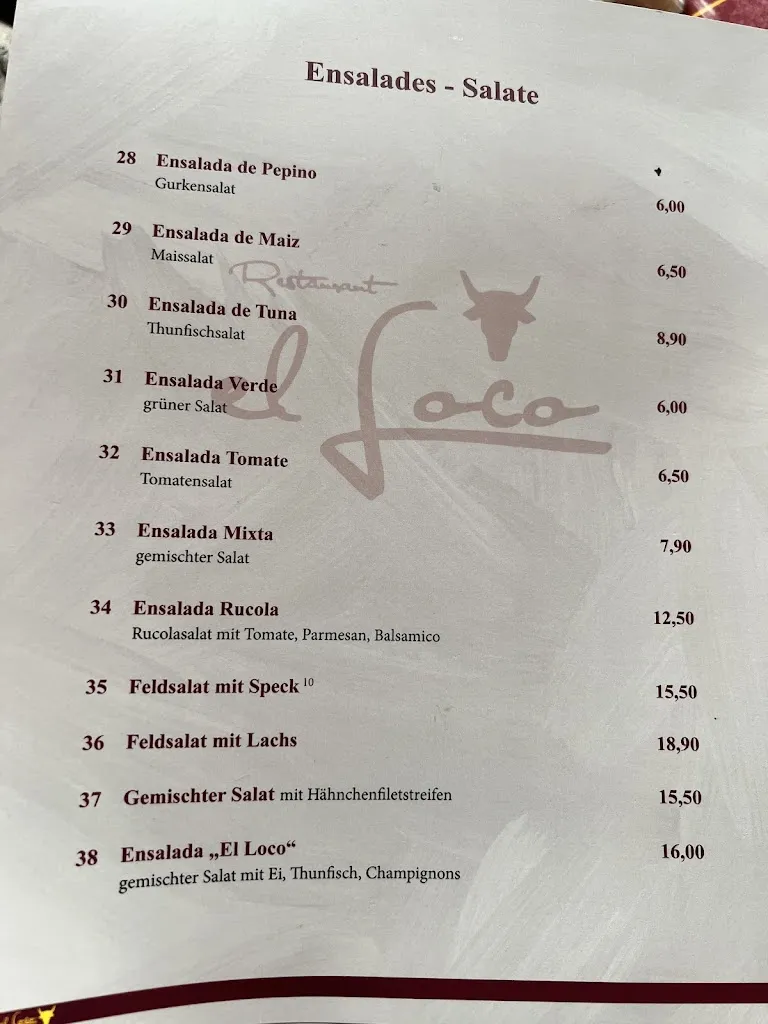 Ensalades - Salate
28 Ensalada de Pepino
Gurkensalat
6,00
29 Ensalada de Maiz
Maissalat
6,50
Restaurant
el Loco
30 Ensalada de Tuna
Thunfischsalat
8,90
31 Ensalada Verde
grüner Salat
6,00
32 Ensalada Tomate
Tomatensalat
6,50
33 Ensalada Mixta
gemischter Salat
7,90
34 Ensalada Rucola
Rucolasalat mit Tomate, Parmesan, Balsamico
12,50
35 Feldsalat mit Speck 10
15,50
36 Feldsalat mit Lachs
18,90
37 Gemischter Salat mit Hähnchenfiletstreifen
15,50
38 Ensalada „El Loco“
gemischter Salat mit Ei, Thunfisch, Champignons
16,00
el Loco